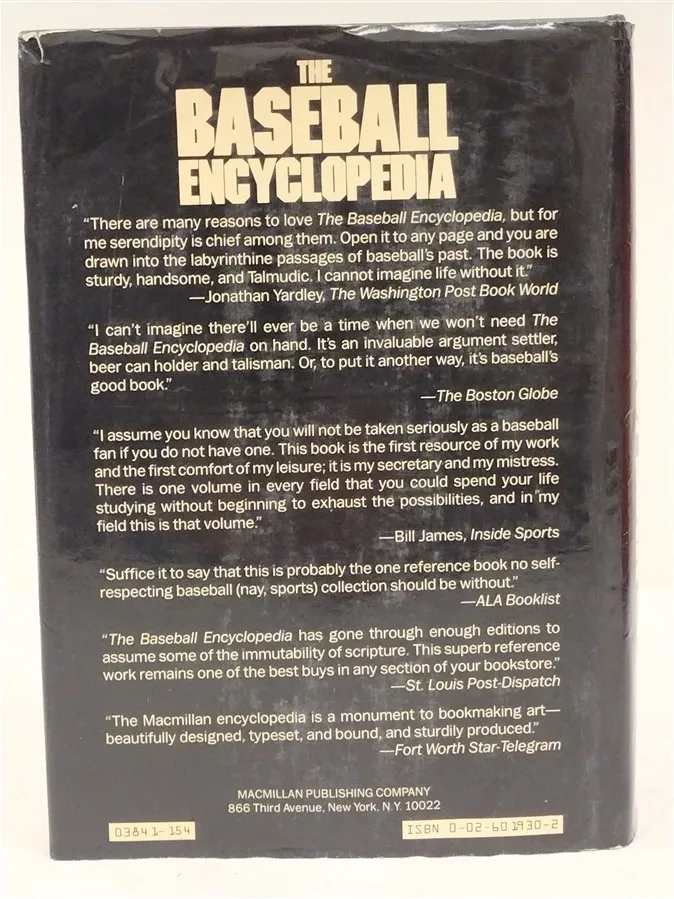 THE
BASEBALL
ENCYCLOPEDIA
“There are many reasons to love The Baseball Encyclopedia, but for
me serendipity is chief among them. Open it to any page and you are
drawn into the labyrinthine passages of baseball's past. The book is
sturdy, handsome, and Talmudic. I cannot imagine life without it.”
—Jonathan Yardley, The Washington Post Book World
“I can't imagine there'll ever be a time when we won't need The
Baseball Encyclopedia on hand. It's an invaluable argument settler,
beer can holder and talisman. Or, to put it another way, it's baseball's
good book.”
—The Boston Globe
“I assume you know that you will not be taken seriously as a baseball
fan if you do not have one. This book is the first resource of my work
and the first comfort of my leisure; it is my secretary and my mistress.
There is one volume in every field that you could spend your life
studying without beginning to exhaust the possibilities, and in my
field this is that volume.”
—Bill James, Inside Sports
“Suffice it to say that this is probably the one reference book no self-
respecting baseball (nay, sports) collection should be without.”
—ALA Booklist
“The Baseball Encyclopedia has gone through enough editions to
assume some of the immutability of scripture. This superb reference
work remains one of the best buys in any section of your bookstore.”
—St. Louis Post-Dispatch
“The Macmillan encyclopedia is a monument to bookmaking art—
beautifully designed, typeset, and bound, and sturdily produced.”
—Fort Worth Star-Telegram
MACMILLAN PUBLISHING COMPANY
866 Third Avenue, New York, N.Y. 10022
03841-154
ISBN 0-02-601930-2